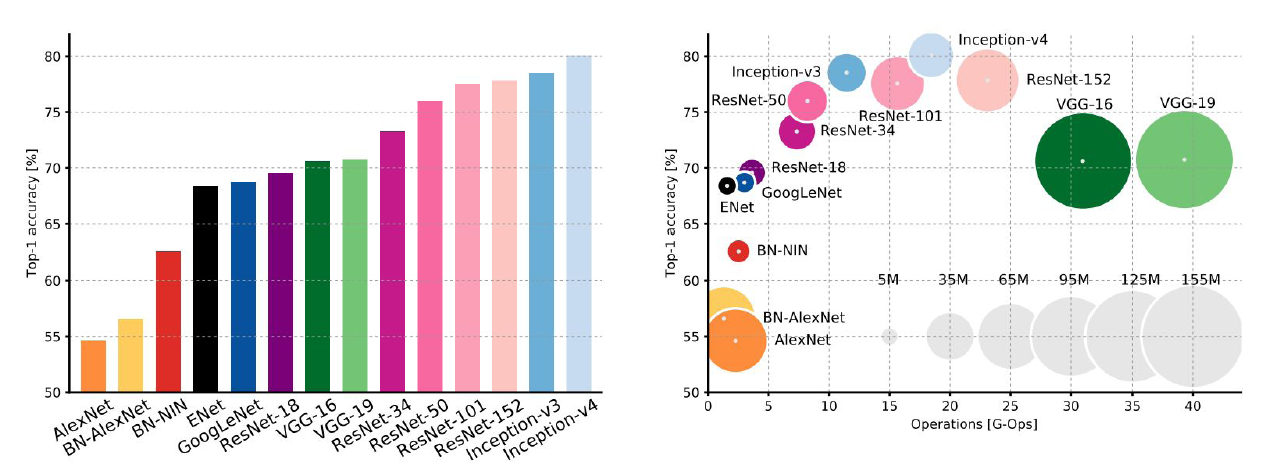 Top-1 accuracy [%]
80
75
70
65
60
55
50
AlexNet
BN-AlexNet
BN-NIN
ENet
GoogLeNet
ResNet-18
VGG-16
VGG-19
ResNet-34
ResNet-50
ResNet-101
ResNet-152
Inception-v3
Inception-v4
Top-1 accuracy [%]
80
75
70
65
60
55
50
Inception-v4
Inception-v3
ResNet-152
ResNet-50
VGG-16
VGG-19
ResNet-101
ResNet-34
ResNet-18
GoogLeNet
ENet
BN-NIN
5M 35M 65M 95M 125M 155M
BN-AlexNet
AlexNet
0 5 10 15 20 25 30 35 40
Operations [G-Ops]